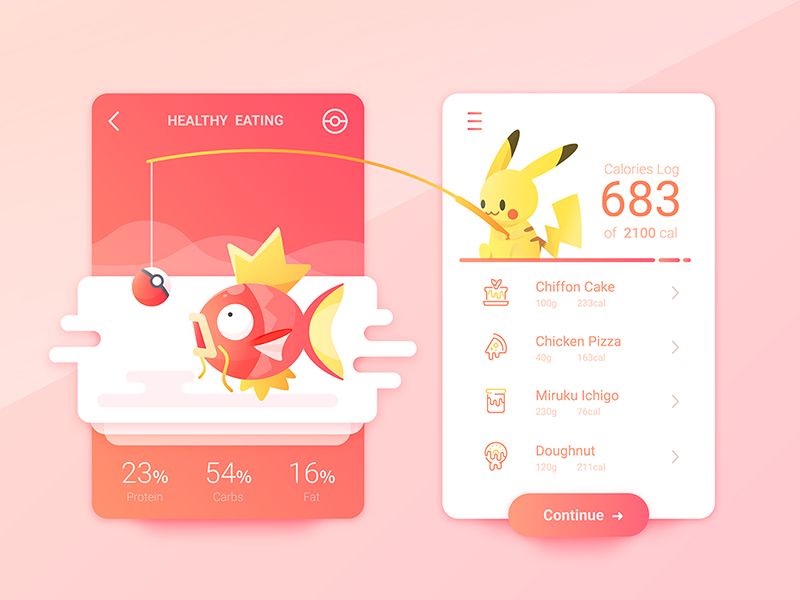 HEALTHY EATING
23% 54% 16%
Protein Carbs Fat
Calories Log
683
of 2100 cal
Chiffon Cake
100g 233cal
Chicken Pizza
40g 163cal
Miruku Ichigo
230g 76cal
Doughnut
120g 211cal
Continue →